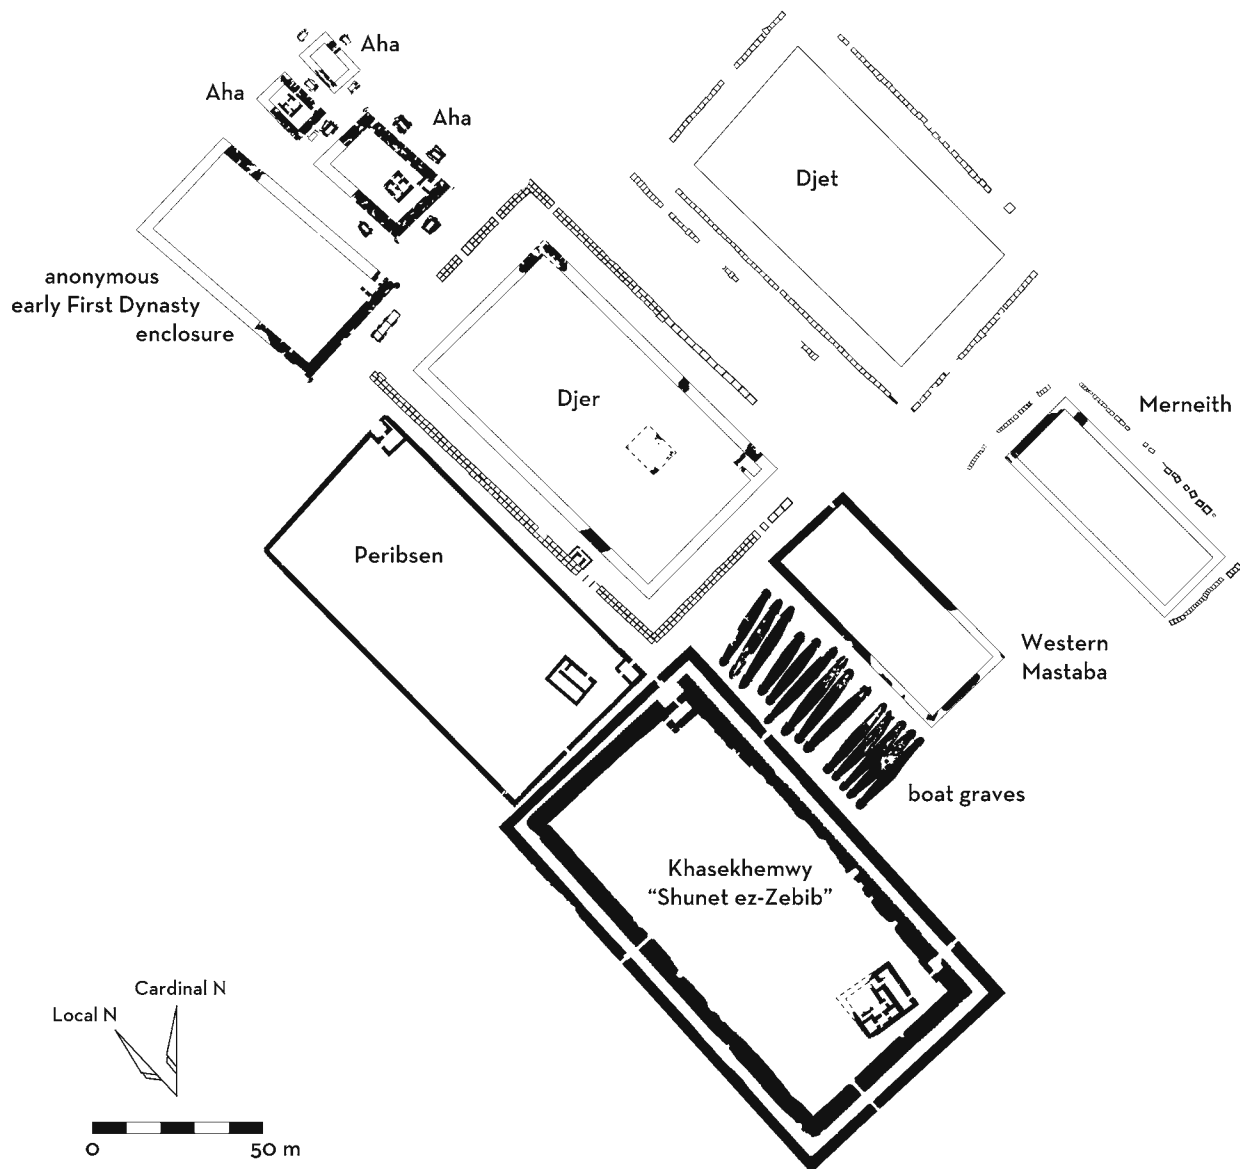 Aha
Aha
Aha
Djet
anonymous
early First Dynasty
enclosure
Djer
Merneith
Peribsen
Western
Mastaba
boat graves
Khasekhemwy
“Shunet ez-Zebib”
Cardinal N
Local N
0 50 m